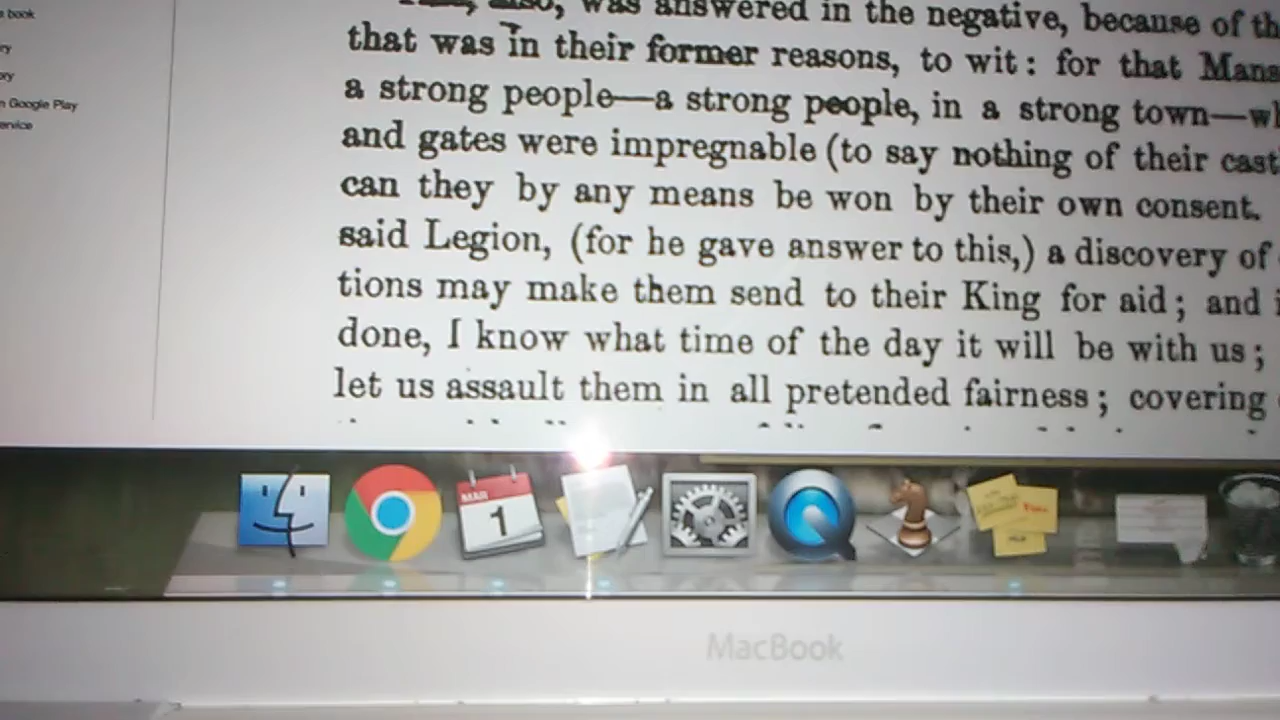 book
n Google Play
ervice
was answered in the negative, because of th
that was in their former reasons, to wit: for that Mans
a strong people—a strong people, in a strong town—wh
and gates were impregnable (to say nothing of their cast
can they by any means be won by their own consent.
said Legion, (for he gave answer to this,) a discovery of
tions may make them send to their King for aid; and i
done, I know what time of the day it will be with us;
let us assault them in all pretended fairness; covering
MAR
1
MacBook